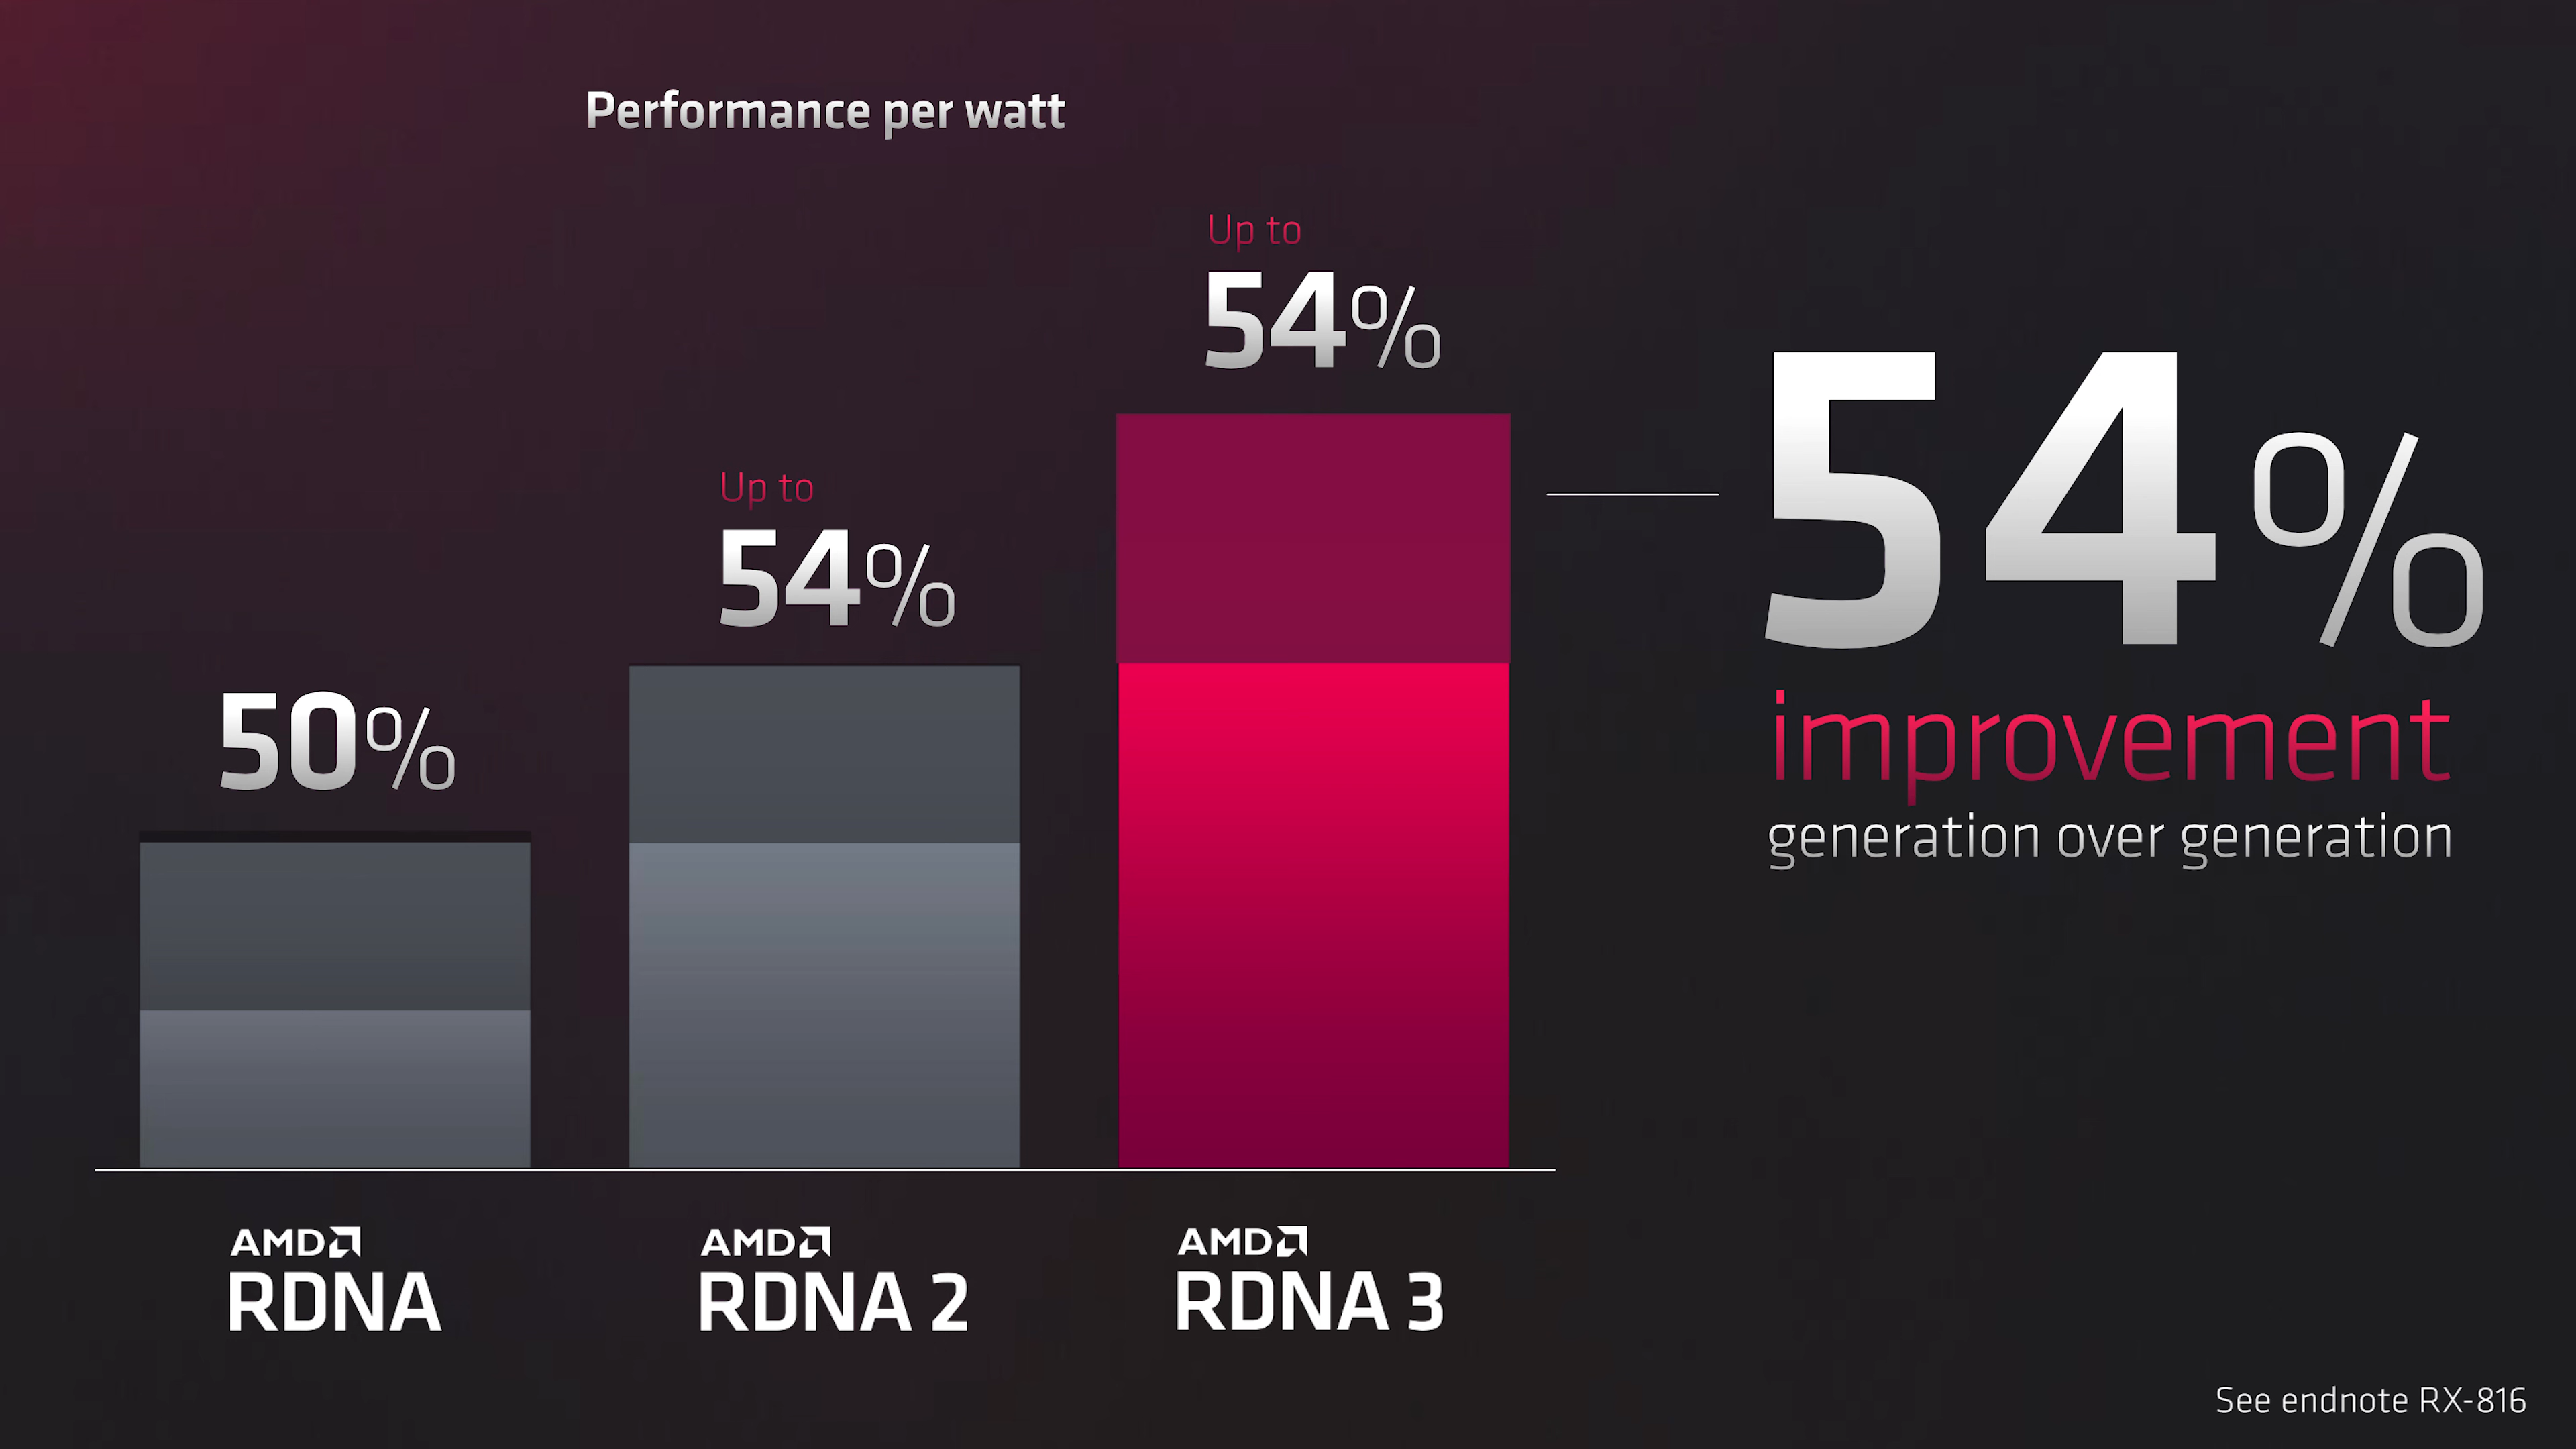 Performance per watt
Up to
54%
Up to
54%
50%
54%
improvement
generation over generation
AMD
RDNA
AMD
RDNA 2
AMD
RDNA 3
See endnote RX-816